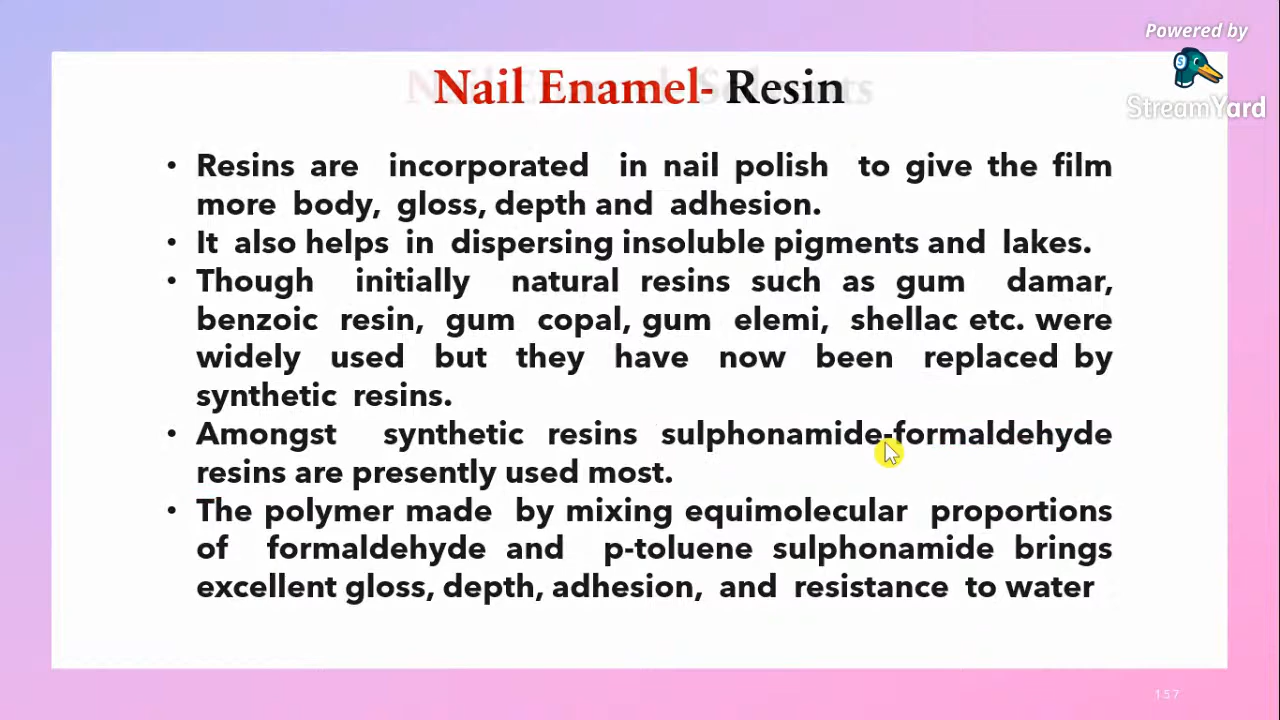 Powered by
StreamYard
Nail Enamel- Resin
• Resins are incorporated in nail polish to give the film
more body, gloss, depth and adhesion.
• It also helps in dispersing insoluble pigments and lakes.
• Though initially natural resins such as gum damar,
benzoic resin, gum copal, gum elemi, shellac etc. were
widely used but they have now been replaced by
synthetic resins.
• Amongst synthetic resins sulphonamide-formaldehyde
resins are presently used most.
• The polymer made by mixing equimolecular proportions
of formaldehyde and p-toluene sulphonamide brings
excellent gloss, depth, adhesion, and resistance to water
157